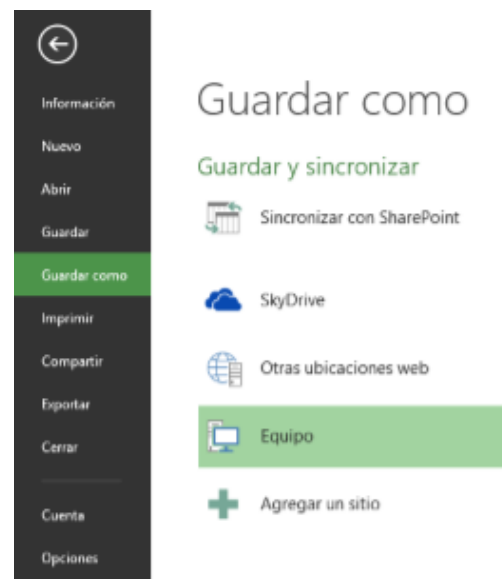 Información
Nuevo
Abrir
Guardar
Guardar como
Imprimir
Compartir
Exportar
Cerrar
Cuenta
Opciones
Guardar como
Guardar y sincronizar
Sincronizar con SharePoint
SkyDrive
Otras ubicaciones web
Equipo
Agregar un sitio